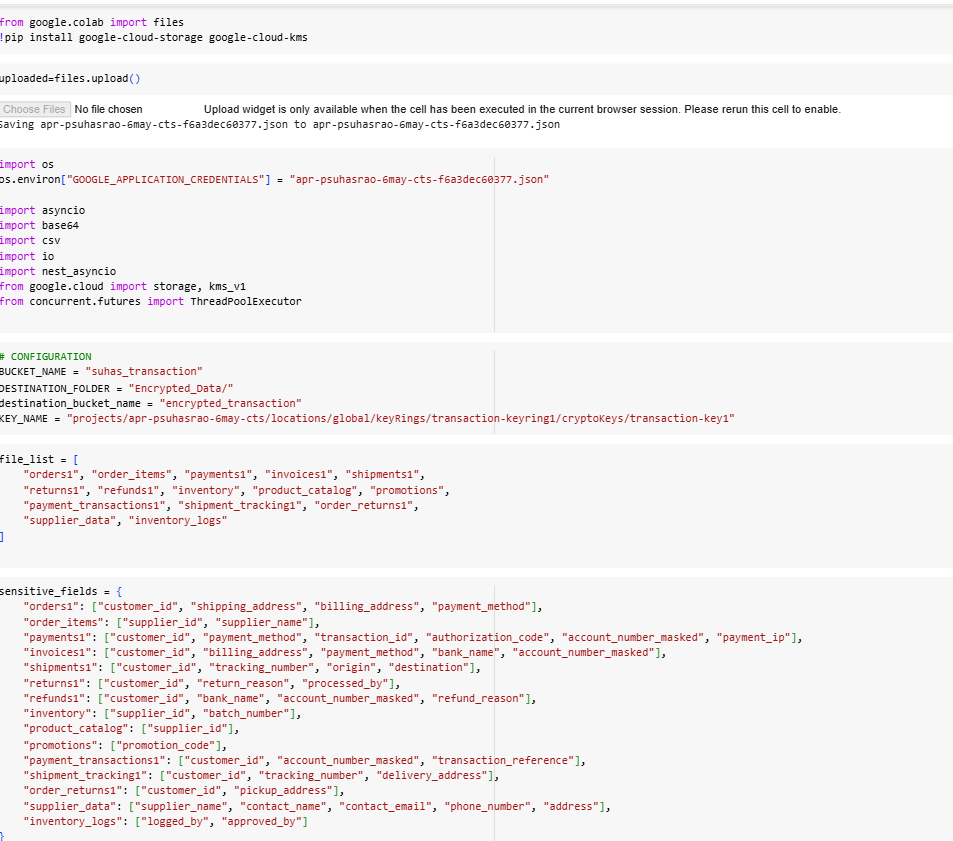 from google.colab import files
!pip install google-cloud-storage google-cloud-kms
uploaded=files.upload()
Choose Files No file chosen Upload widget is only available when the cell has been executed in the current browser session. Please rerun this cell to enable.
Saving apr-psuhasrao-6may-cts-f6a3dec60377.json to apr-psuhasrao-6may-cts-f6a3dec60377.json
import os
os.environ["GOOGLE_APPLICATION_CREDENTIALS"] = "apr-psuhasrao-6may-cts-f6a3dec60377.json"
import asyncio
import base64
import csv
import io
import nest_asyncio
from google.cloud import storage, kms_v1
from concurrent.futures import ThreadPoolExecutor
# CONFIGURATION
BUCKET_NAME = "suhas_transaction"
DESTINATION_FOLDER = "Encrypted_Data/"
destination_bucket_name = "encrypted_transaction"
KEY_NAME = "projects/apr-psuhasrao-6may-cts/locations/global/keyRings/transaction-keyring1/cryptoKeys/transaction-key1"
file_list = [
"orders1", "order_items", "payments1", "invoices1", "shipments1",
"returns1", "refunds1", "inventory", "product_catalog", "promotions",
"payment_transactions1", "shipment_tracking1", "order_returns1",
"supplier_data", "inventory_logs"
]
sensitive_fields = {
"orders1": ["customer_id", "shipping_address", "billing_address", "payment_method"],
"order_items": ["supplier_id", "supplier_name"],
"payments1": ["customer_id", "payment_method", "transaction_id", "authorization_code", "account_number_masked", "payment_ip"],
"invoices1": ["customer_id", "billing_address", "payment_method", "bank_name", "account_number_masked"],
"shipments1": ["customer_id", "tracking_number", "origin", "destination"],
"returns1": ["customer_id", "return_reason", "processed_by"],
"refunds1": ["customer_id", "bank_name", "account_number_masked", "refund_reason"],
"inventory": ["supplier_id", "batch_number"],
"product_catalog": ["supplier_id"],
"promotions": ["promotion_code"],
"payment_transactions1": ["customer_id", "account_number_masked", "transaction_reference"],
"shipment_tracking1": ["customer_id", "tracking_number", "delivery_address"],
"order_returns1": ["customer_id", "pickup_address"],
"supplier_data": ["supplier_name", "contact_name", "contact_email", "phone_number", "address"],
"inventory_logs": ["logged_by", "approved_by"]
}